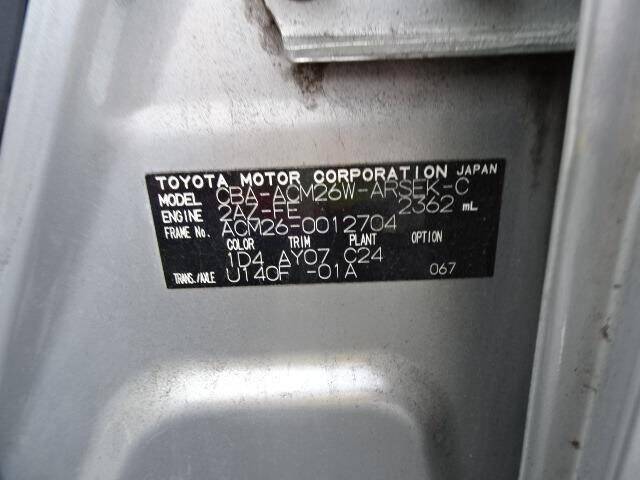 TOYOTA MOTOR CORPORATION JAPAN
MODEL CBA-ACM26W-ARSEK-C
ENGINE 2AZ-FE 2362 mL
FRAME No. ACM26-0012704
COLOR TRIM PLANT OPTION
1D4 AY07 C24
TRANS./AXLE U140F -01A 067